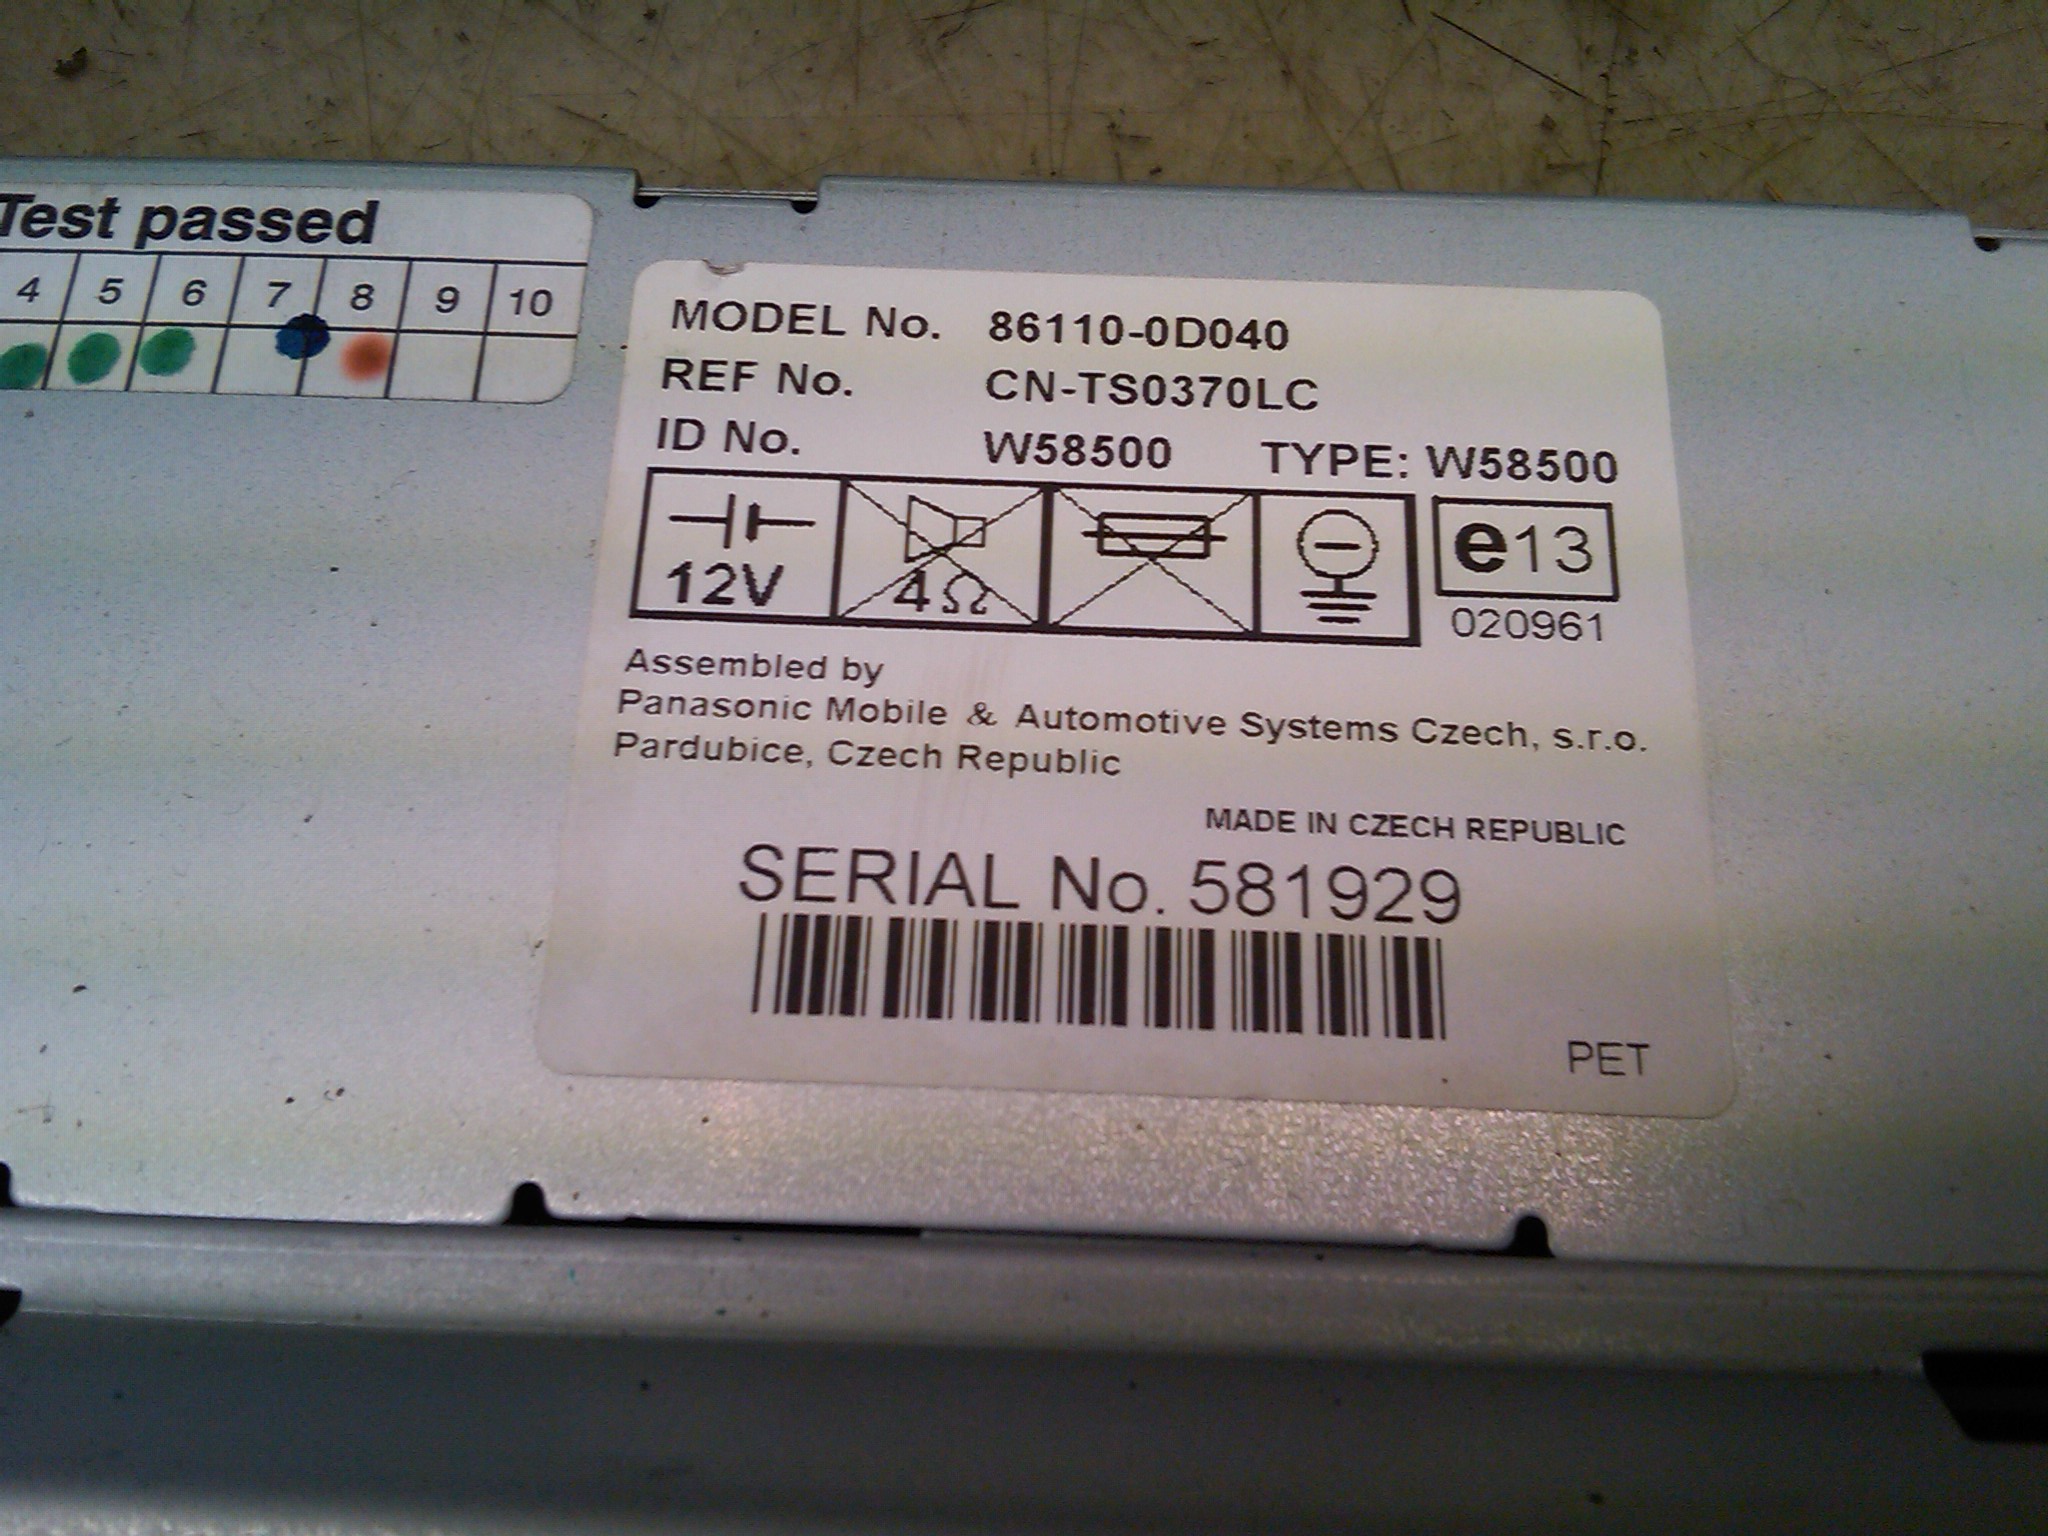 Test passed
4 5 6 7 8 9 10
MODEL No. 86110-0D040
REF No. CN-TS0370LC
ID No. W58500 TYPE: W58500
12V 4Ω e13
020961
Assembled by
Panasonic Mobile & Automotive Systems Czech, s.r.o.
Pardubice, Czech Republic
MADE IN CZECH REPUBLIC
SERIAL No. 581929
PET